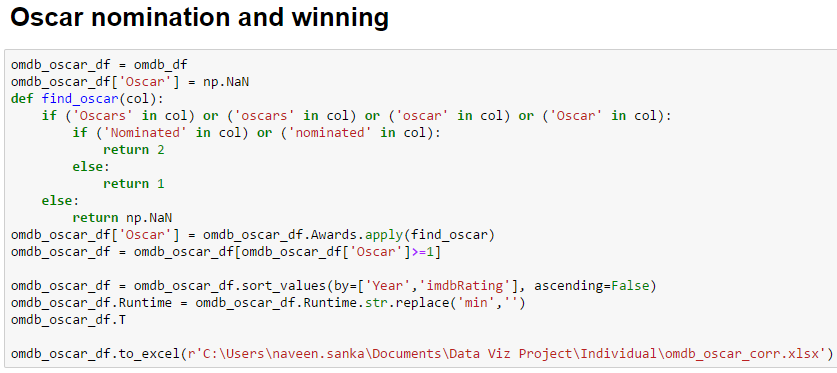 Oscar nomination and winning
omdb_oscar_df = omdb_df
omdb_oscar_df['Oscar'] = np.NaN
def find_oscar(col):
    if ('Oscars' in col) or ('oscars' in col) or ('oscar' in col) or ('Oscar' in col):
        if ('Nominated' in col) or ('nominated' in col):
            return 2
        else:
            return 1
    else:
        return np.NaN
omdb_oscar_df['Oscar'] = omdb_oscar_df.Awards.apply(find_oscar)
omdb_oscar_df = omdb_oscar_df[omdb_oscar_df['Oscar']>=1]
omdb_oscar_df = omdb_oscar_df.sort_values(by=['Year','imdbRating'], ascending=False)
omdb_oscar_df.Runtime = omdb_oscar_df.Runtime.str.replace('min','')
omdb_oscar_df.T
omdb_oscar_df.to_excel(r'C:\Users\naveen.sanka\Documents\Data Viz Project\Individual\omdb_oscar_corr.xlsx')